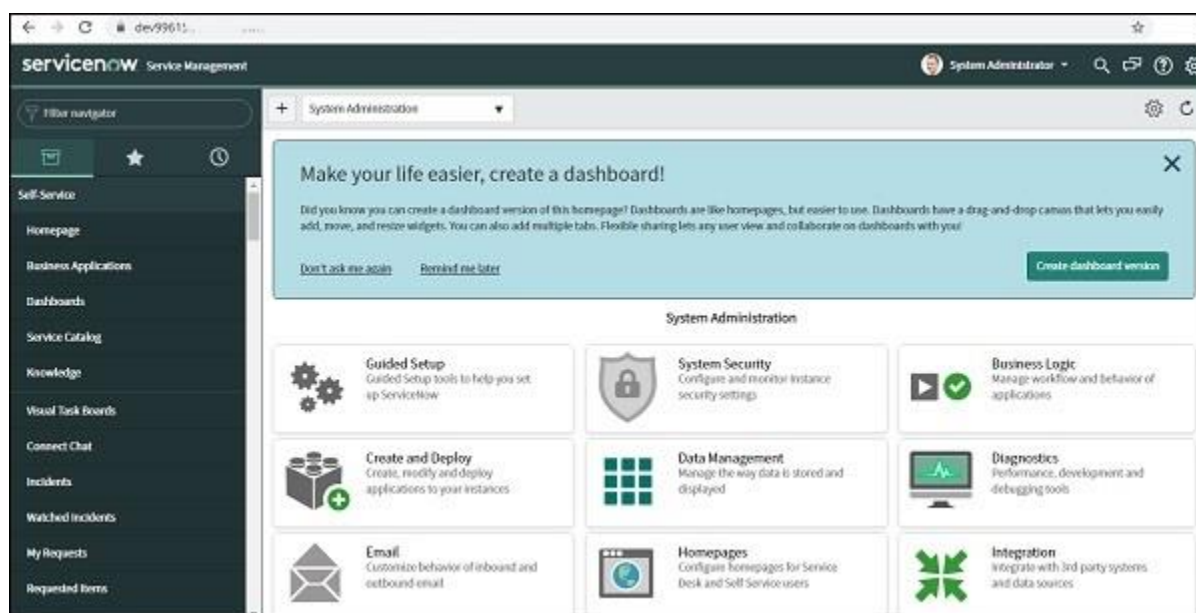 dev99615..
servicenow Service Management
System Administrator
Filter navigator
System Administration
Self-Service
Homepage
Business Applications
Dashboards
Service Catalog
Knowledge
Visual Task Boards
Connect Chat
Incidents
Watched Incidents
My Requests
Requested Items
Make your life easier, create a dashboard!
Did you know you can create a dashboard version of this homepage? Dashboards are like homepages, but easier to use. Dashboards have a drag-and-drop canvas that lets you easily
add, move, and resize widgets. You can also add multiple tabs. Flexible sharing lets any user view and collaborate on dashboards with you!
Don't ask me again Remind me later
Create dashboard version
System Administration
Guided Setup
Guided Setup tools to help you set
up ServiceNow
System Security
Configure and monitor instance
security settings
Business Logic
Manage workflow and behavior of
applications
Create and Deploy
Create, modify and deploy
applications to your instances
Data Management
Manage the way data is stored and
displayed
Diagnostics
Performance, development and
debugging tools
Email
Customize behavior of inbound and
outbound email
Homepages
Configure homepages for Service
Desk and Self Service users
Integration
Integrate with 3rd party systems
and data sources